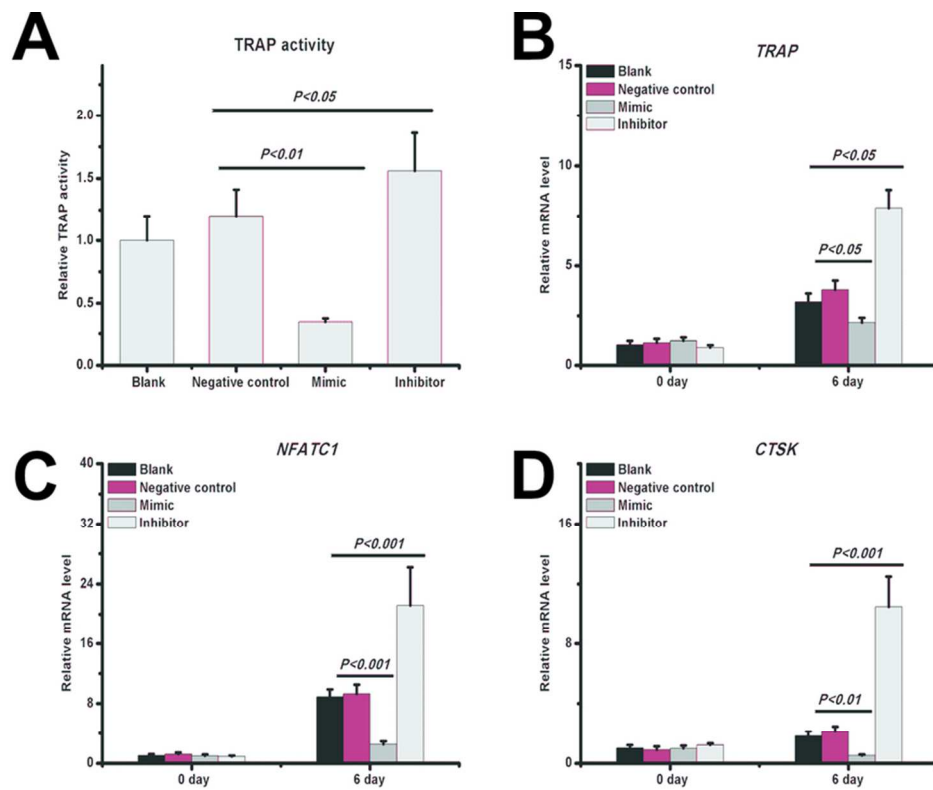 A
TRAP activity
Relative TRAP activity
2.0
1.5
1.0
0.5
0.0
P<0.05
P<0.01
Blank
Negative control
Mimic
Inhibitor
B
TRAP
Relative mRNA level
15
10
5
0
Blank
Negative control
Mimic
Inhibitor
P<0.05
P<0.05
0 day
6 day
C
NFATC1
Relative mRNA level
40
32
24
16
8
0
Blank
Negative control
Mimic
Inhibitor
P<0.001
P<0.001
0 day
6 day
D
CTSK
Relative mRNA level
16
8
0
Blank
Negative control
Mimic
Inhibitor
P<0.001
P<0.01
0 day
6 day